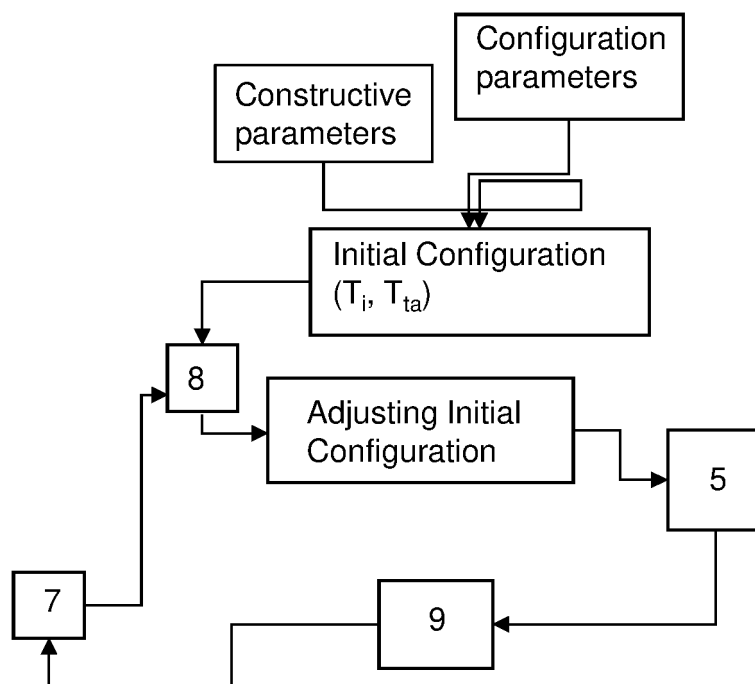 Configuration
parameters
Constructive
parameters
Initial Configuration
(Ti, Tta)
8
Adjusting Initial
Configuration
5
7
9